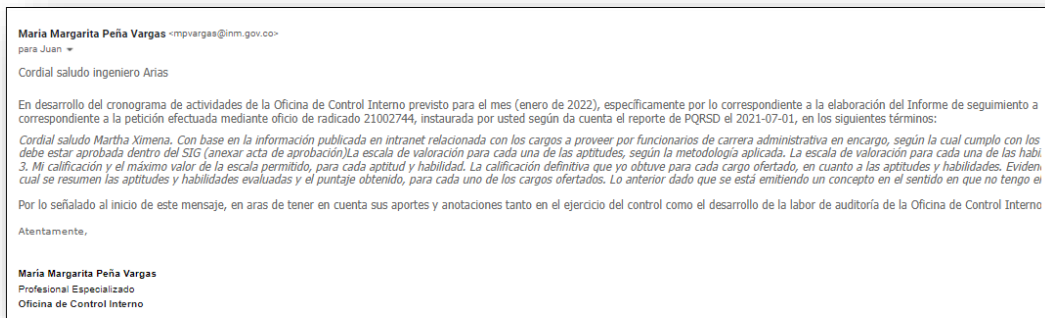 Maria Margarita Peña Vargas <mpvargas@inm.gov.co>
para Juan
Cordial saludo ingeniero Arias
En desarrollo del cronograma de actividades de la Oficina de Control Interno previsto para el mes (enero de 2022), específicamente por lo correspondiente a la elaboración del Informe de seguimiento a
correspondiente a la petición efectuada mediante oficio de radicado 21002744, instaurada por usted según da cuenta el reporte de PQRSD el 2021-07-01, en los siguientes términos:
Cordial saludo Martha Ximena. Con base en la información publicada en intranet relacionada con los cargos a proveer por funcionarios de carrera administrativa en encargo, según la cual cumplo con los
debe estar aprobada dentro del SIG (anexar acta de aprobación)La escala de valoración para cada una de las aptitudes, según la metodología aplicada. La escala de valoración para cada una de las habil
3. Mi calificación y el máximo valor de la escala permitido, para cada aptitud y habilidad. La calificación definitiva que yo obtuve para cada cargo ofertado, en cuanto a las aptitudes y habilidades. Eviden
cual se resumen las aptitudes y habilidades evaluadas y el puntaje obtenido, para cada uno de los cargos ofertados. Lo anterior dado que se está emitiendo un concepto en el sentido en que no tengo el
Por lo señalado al inicio de este mensaje, en aras de tener en cuenta sus aportes y anotaciones tanto en el ejercicio del control como el desarrollo de la labor de auditoría de la Oficina de Control Interno
Atentamente,
María Margarita Peña Vargas
Profesional Especializado
Oficina de Control Interno